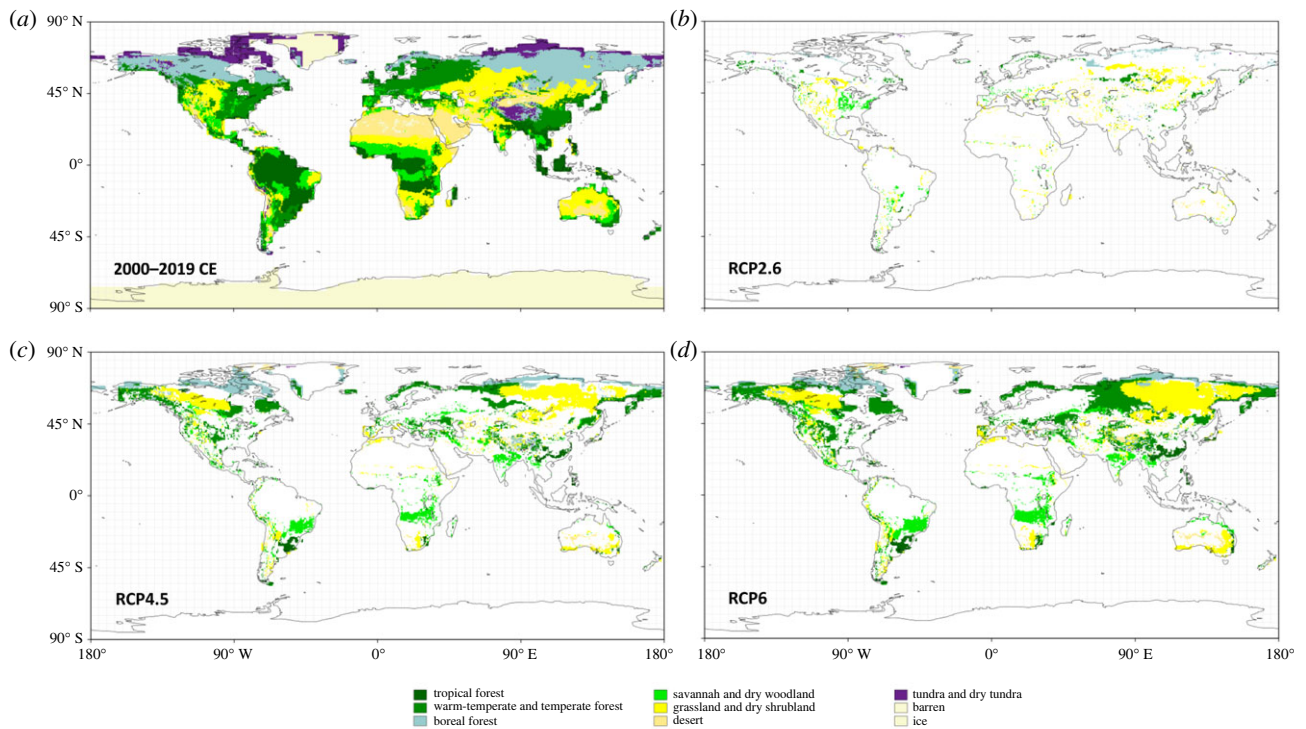 (a) 90° N
45° N
0°
45° S
90° S
2000–2019 CE
(b)
RCP2.6
(c) 90° N
45° N
0°
45° S
90° S
180° 90° W 0° 90° E 180°
RCP4.5
(d)
RCP6
180° 90° W 0° 90° E 180°
tropical forest
warm-temperate and temperate forest
boreal forest
savannah and dry woodland
grassland and dry shrubland
desert
tundra and dry tundra
barren
ice